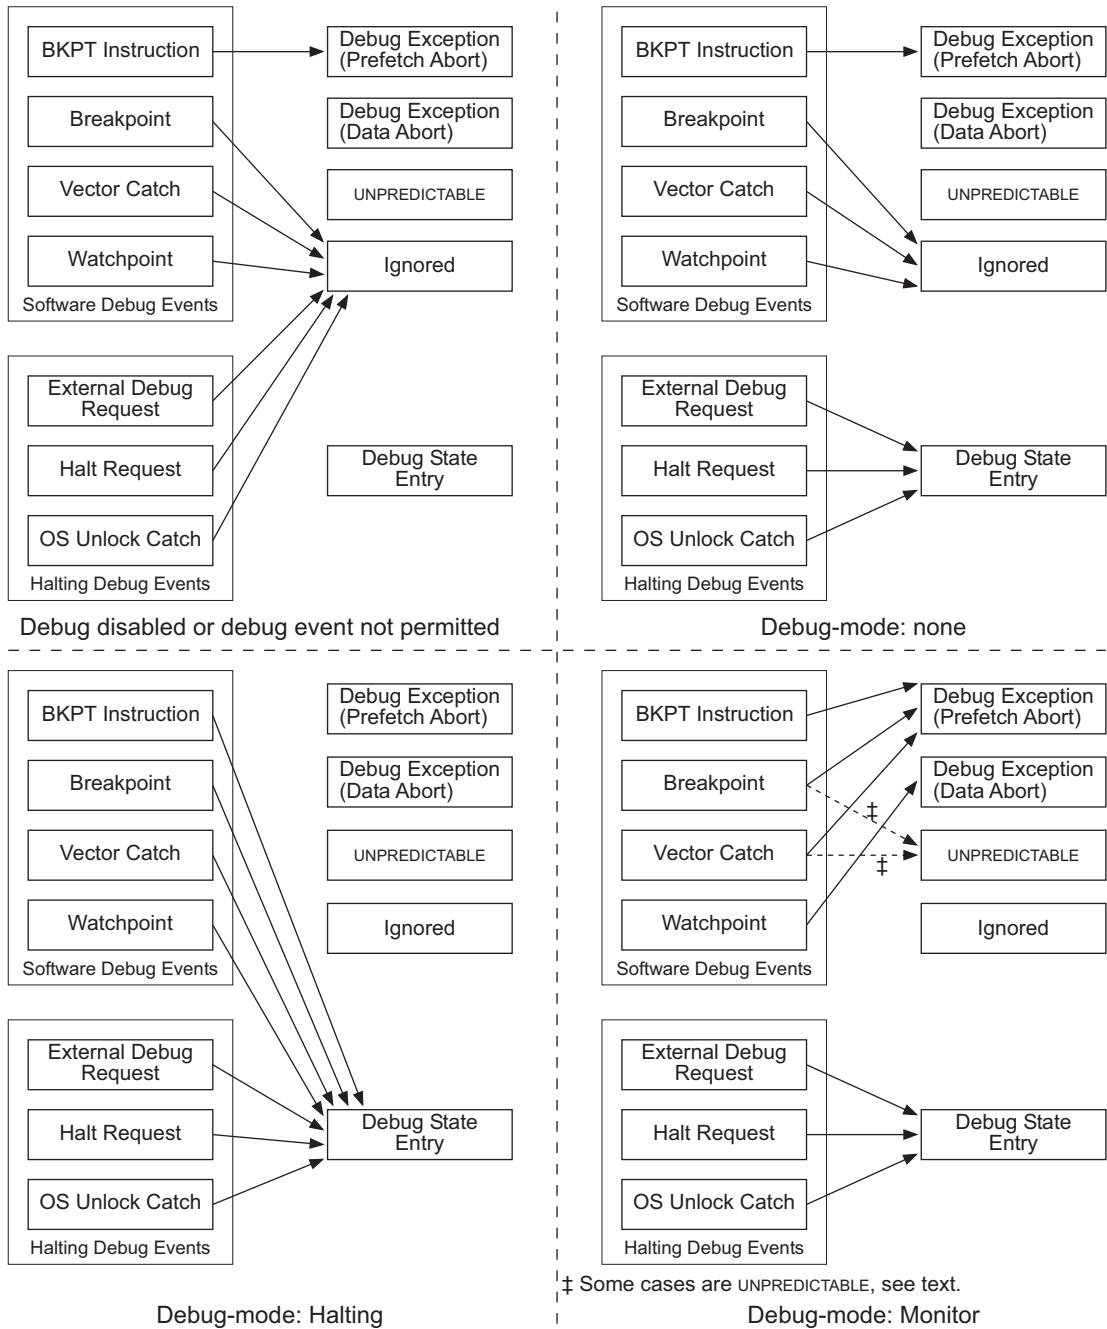 BKPT Instruction
Breakpoint
Vector Catch
Watchpoint
Software Debug Events
Debug Exception
(Prefetch Abort)
Debug Exception
(Data Abort)
UNPREDICTABLE
Ignored
External Debug
Request
Halt Request
OS Unlock Catch
Halting Debug Events
Debug State
Entry
Debug disabled or debug event not permitted
BKPT Instruction
Breakpoint
Vector Catch
Watchpoint
Software Debug Events
Debug Exception
(Prefetch Abort)
Debug Exception
(Data Abort)
UNPREDICTABLE
Ignored
External Debug
Request
Halt Request
OS Unlock Catch
Halting Debug Events
Debug State
Entry
Debug-mode: none
BKPT Instruction
Breakpoint
Vector Catch
Watchpoint
Software Debug Events
Debug Exception
(Prefetch Abort)
Debug Exception
(Data Abort)
UNPREDICTABLE
Ignored
External Debug
Request
Halt Request
OS Unlock Catch
Halting Debug Events
Debug State
Entry
Debug-mode: Halting
BKPT Instruction
Breakpoint
Vector Catch
Watchpoint
Software Debug Events
‡
‡
Debug Exception
(Prefetch Abort)
Debug Exception
(Data Abort)
UNPREDICTABLE
Ignored
External Debug
Request
Halt Request
OS Unlock Catch
Halting Debug Events
Debug State
Entry
‡ Some cases are UNPREDICTABLE, see text.
Debug-mode: Monitor